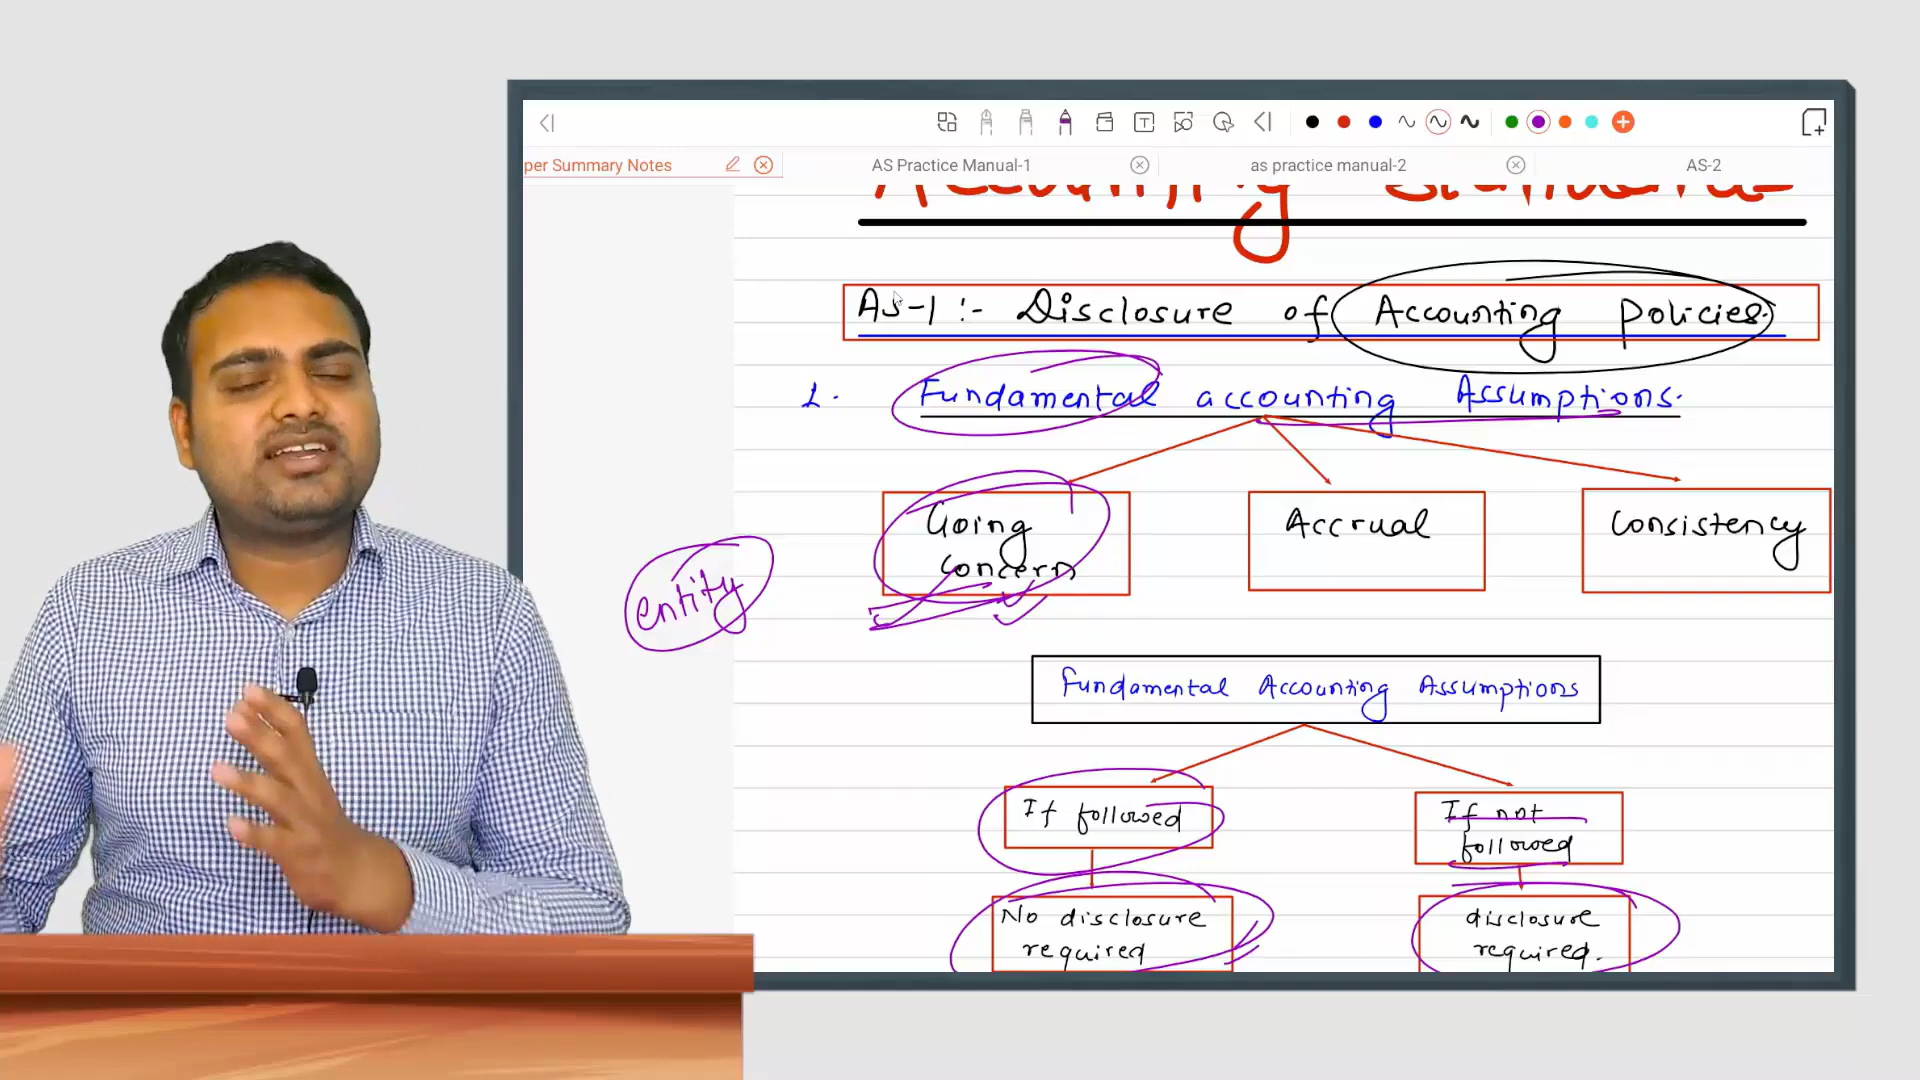 per Summary Notes
AS Practice Manual-1
as practice manual-2
AS-2
Accounting
AS-1 :- Disclosure of Accounting Policies.
1. Fundamental accounting Assumptions.
Going concern
Accrual
Consistency
entity
Fundamental Accounting Assumptions
If followed
If not followed
No disclosure required
disclosure required.